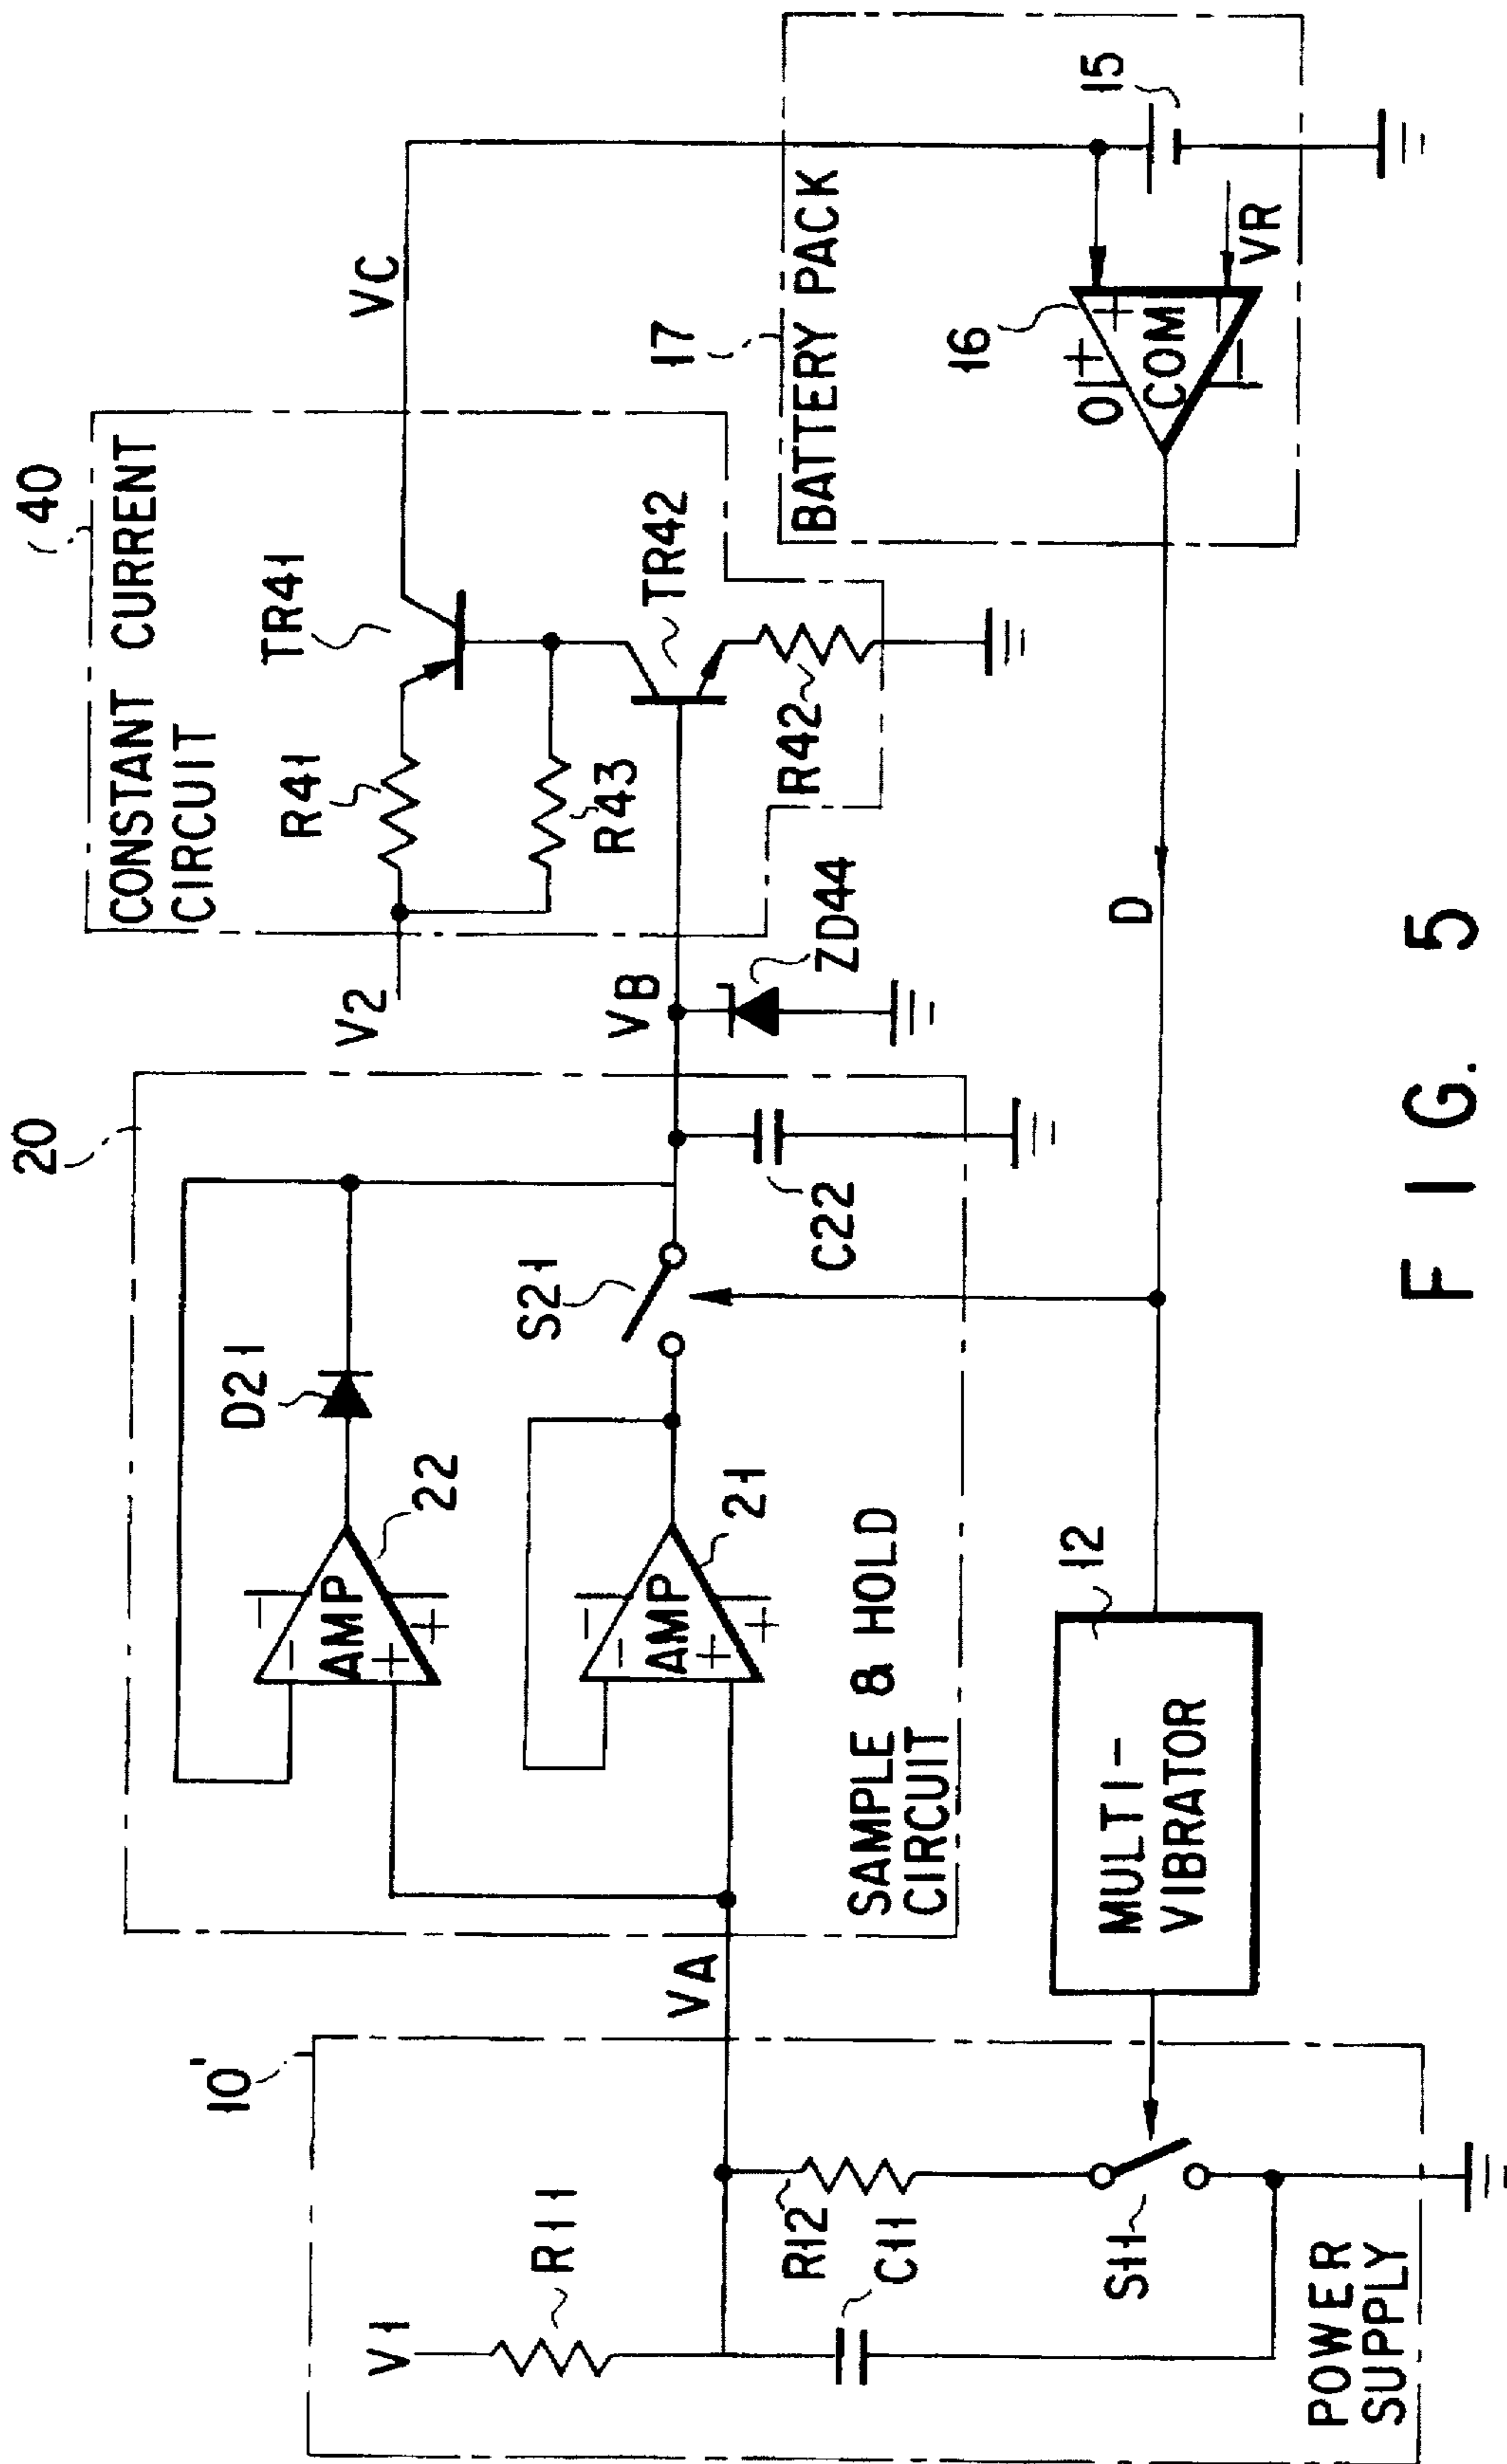 40
CONSTANT CURRENT
CIRCUIT
TR41
R41
R43
TR42
R42
V2
VC
VB
ZD44
20
D21
22
- AMP +
- +
S21
21
- AMP +
- +
C22
SAMPLE & HOLD
CIRCUIT
10'
V1
R11
VA
R12
C11
S11
POWER
SUPPLY
12
MULTI-
VIBRATOR
D
17
BATTERY PACK
16
0 +
+ COM -
-
VR
15
FIG. 5